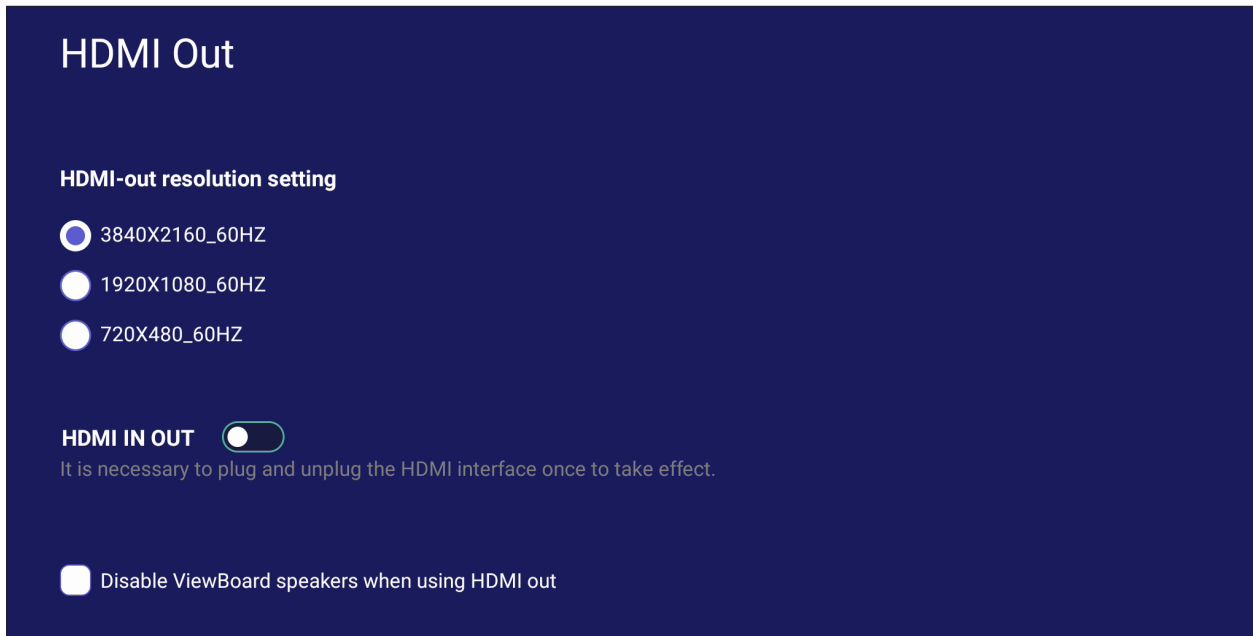 HDMI Out
HDMI-out resolution setting
3840X2160_60HZ
1920X1080_60HZ
720X480_60HZ
HDMI IN OUT
It is necessary to plug and unplug the HDMI interface once to take effect.
Disable ViewBoard speakers when using HDMI out